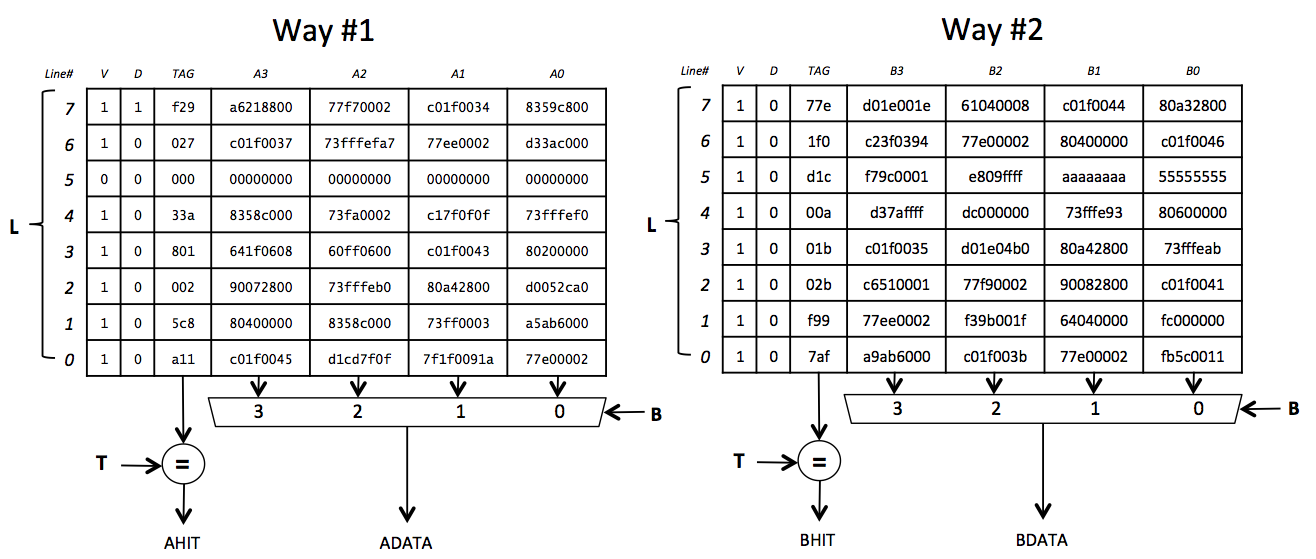 Way #1
Line# V D TAG A3 A2 A1 A0
7 1 1 f29 a6218800 77f70002 c01f0034 8359c800
6 1 0 027 c01f0037 73fffefa7 77ee0002 d33ac000
5 0 0 000 00000000 00000000 00000000 00000000
4 1 0 33a 8358c000 73fa0002 c17f0f0f 73fffef0
3 1 0 801 641f0608 60ff0600 c01f0043 80200000
2 1 0 002 90072800 73fffeb0 80a42800 d0052ca0
1 1 0 5c8 80400000 8358c000 73ff0003 a5ab6000
0 1 0 a11 c01f0045 d1cd7f0f 7f1f0091a 77e00002
L
3 2 1 0
B
T
=
AHIT ADATA
Way #2
Line# V D TAG B3 B2 B1 B0
7 1 0 77e d01e001e 61040008 c01f0044 80a32800
6 1 0 1f0 c23f0394 77e00002 80400000 c01f0046
5 1 0 d1c f79c0001 e809ffff aaaaaaaa 55555555
4 1 0 00a d37affff dc000000 73fffe93 80600000
3 1 0 01b c01f0035 d01e04b0 80a42800 73fffeab
2 1 0 02b c6510001 77f90002 90082800 c01f0041
1 1 0 f99 77ee0002 f39b001f 64040000 fc000000
0 1 0 7af a9ab6000 c01f003b 77e00002 fb5c0011
L
3 2 1 0
B
T
=
BHIT BDATA